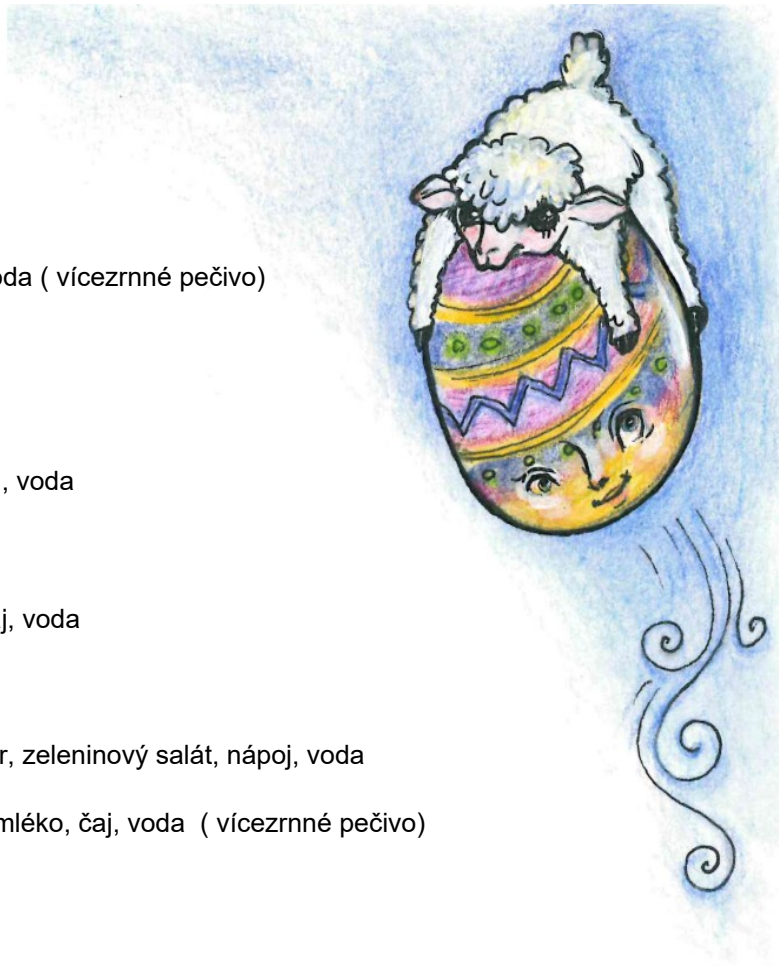 oda ( vícezrnné pečivo)
, voda
j, voda
r, zeleninový salát, nápoj, voda
mléko, čaj, voda ( vícezrnné pečivo)